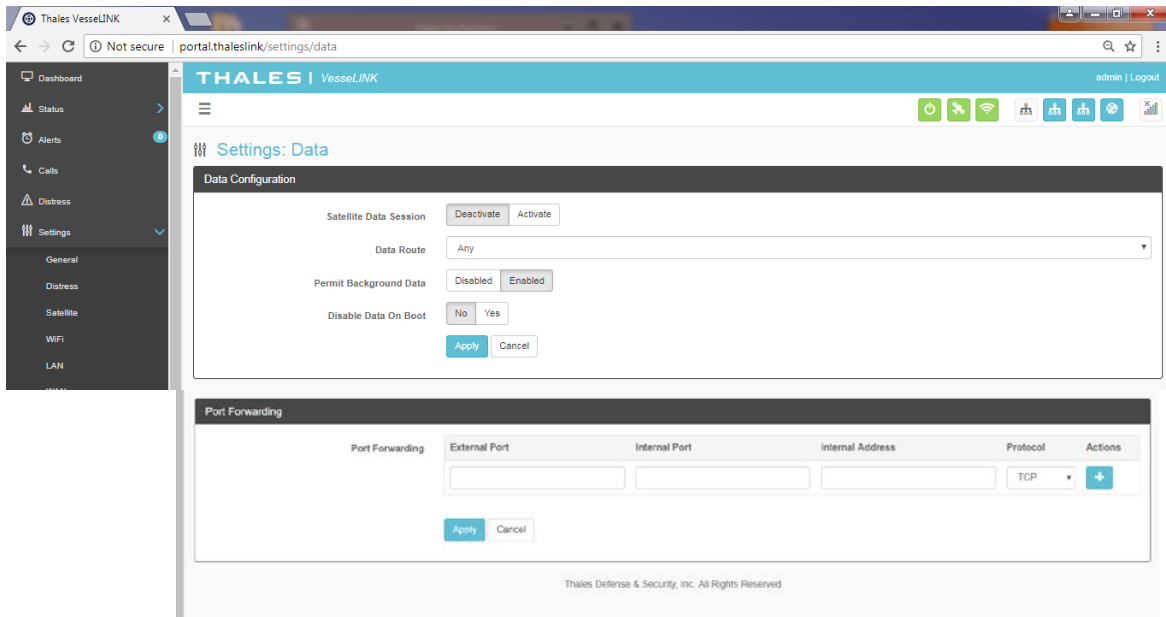 Thales VesseLINK
Not secure | portal.thaleslink/settings/data
Dashboard
THALES | VesseLINK
admin | Logout
Status
Alerts
0
Calls
Settings: Data
Data Configuration
Distress
Satellite Data Session
Deactivate
Activate
Settings
Data Route
Any
General
Permit Background Data
Disabled
Enabled
Distress
Satellite
Disable Data On Boot
No
Yes
WiFi
Apply
Cancel
LAN
Port Forwarding
Port Forwarding
External Port
Internal Port
Internal Address
Protocol
Actions
TCP
Apply
Cancel
Thales Defense & Security, Inc. All Rights Reserved